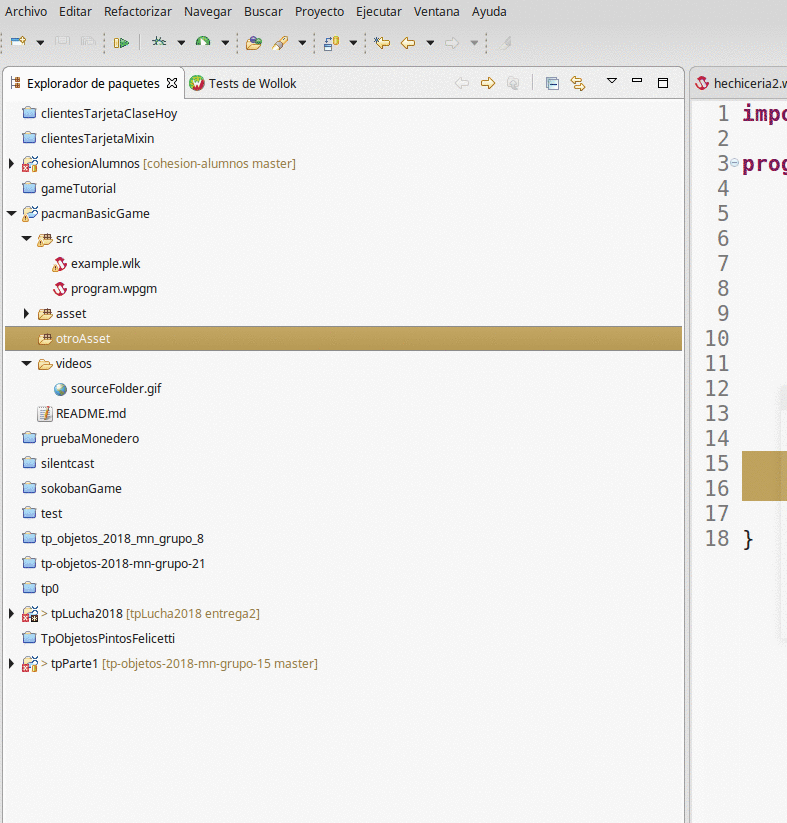 Archivo Editar Refactorizar Navegar Buscar Proyecto Ejecutar Ventana Ayuda
Explorador de paquetes Tests de Wollok hechiceria2.w
clientesTarjetaClaseHoy
clientesTarjetaMixin
cohesionAlumnos [cohesion-alumnos master]
gameTutorial
pacmanBasicGame
src
example.wlk
program.wpgm
asset
otroAsset
videos
sourceFolder.gif
README.md
pruebaMonedero
silentcast
sokobanGame
test
tp_objetos_2018_mn_grupo_8
tp-objetos-2018-mn-grupo-21
tp0
> tpLucha2018 [tpLucha2018 entrega2]
TpObjetosPintosFelicetti
> tpParte1 [tp-objetos-2018-mn-grupo-15 master]
1 impo
2
3 prog
4
5
6
7
8
9
10
11
12
13
14
15
16
17
18 }